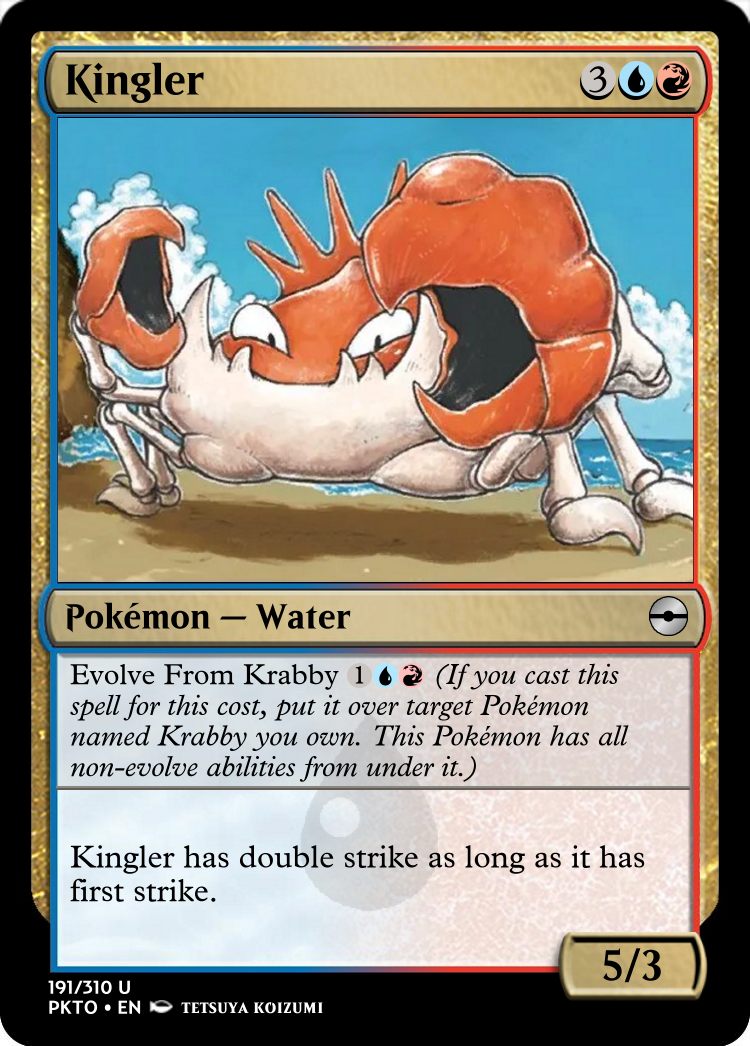 Kingler 3
Pokémon — Water
Evolve From Krabby 1 (If you cast this
spell for this cost, put it over target Pokémon
named Krabby you own. This Pokémon has all
non-evolve abilities from under it.)
Kingler has double strike as long as it has
first strike.
5/3
191/310 U
PKTO • EN TETSUYA KOIZUMI